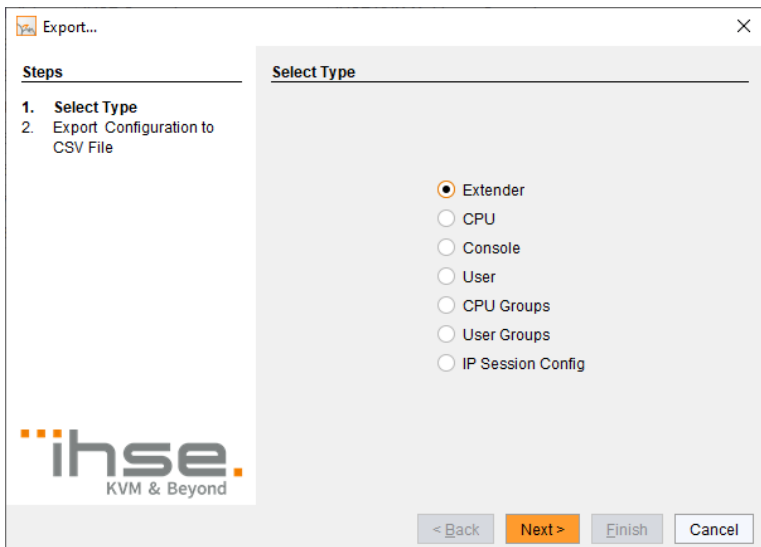 Export...
Steps
1. Select Type
2. Export Configuration to
CSV File
Select Type
Extender
CPU
Console
User
CPU Groups
User Groups
IP Session Config
ihse.
KVM & Beyond
< Back
Next >
Finish
Cancel